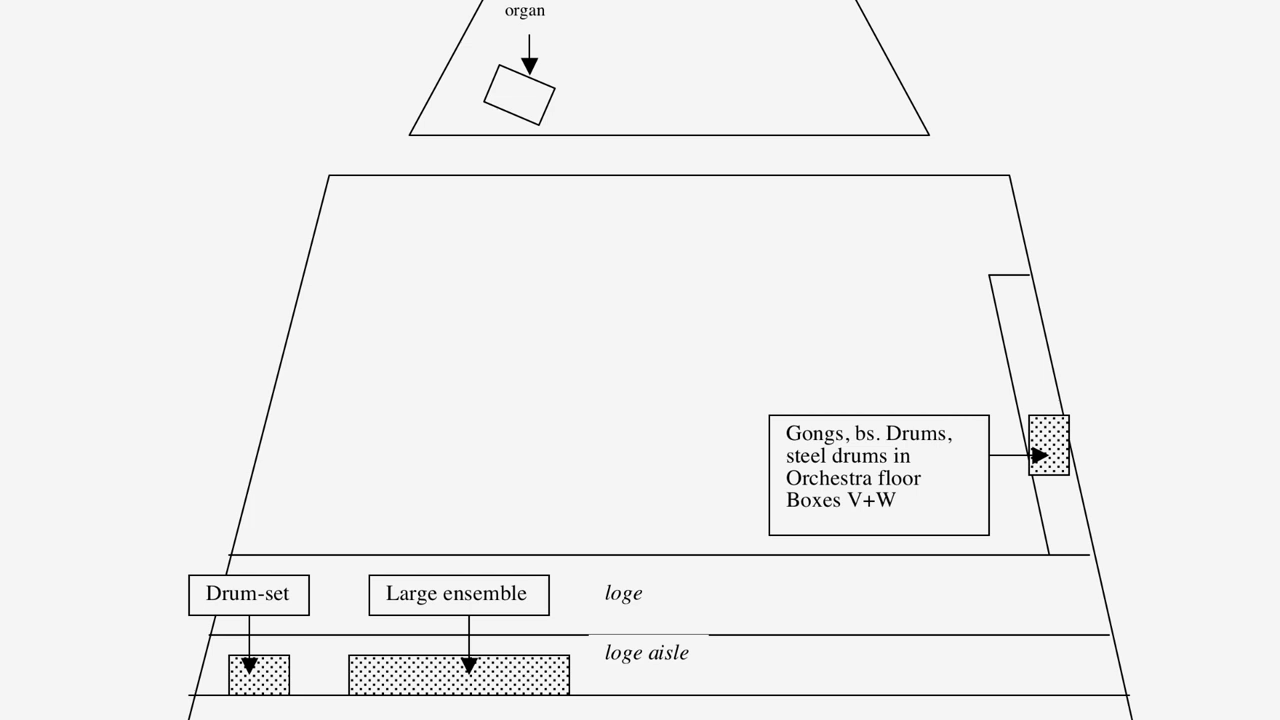 organ
Gongs, bs. Drums,
steel drums in
Orchestra floor
Boxes V+W
Drum-set
Large ensemble
loge
loge aisle